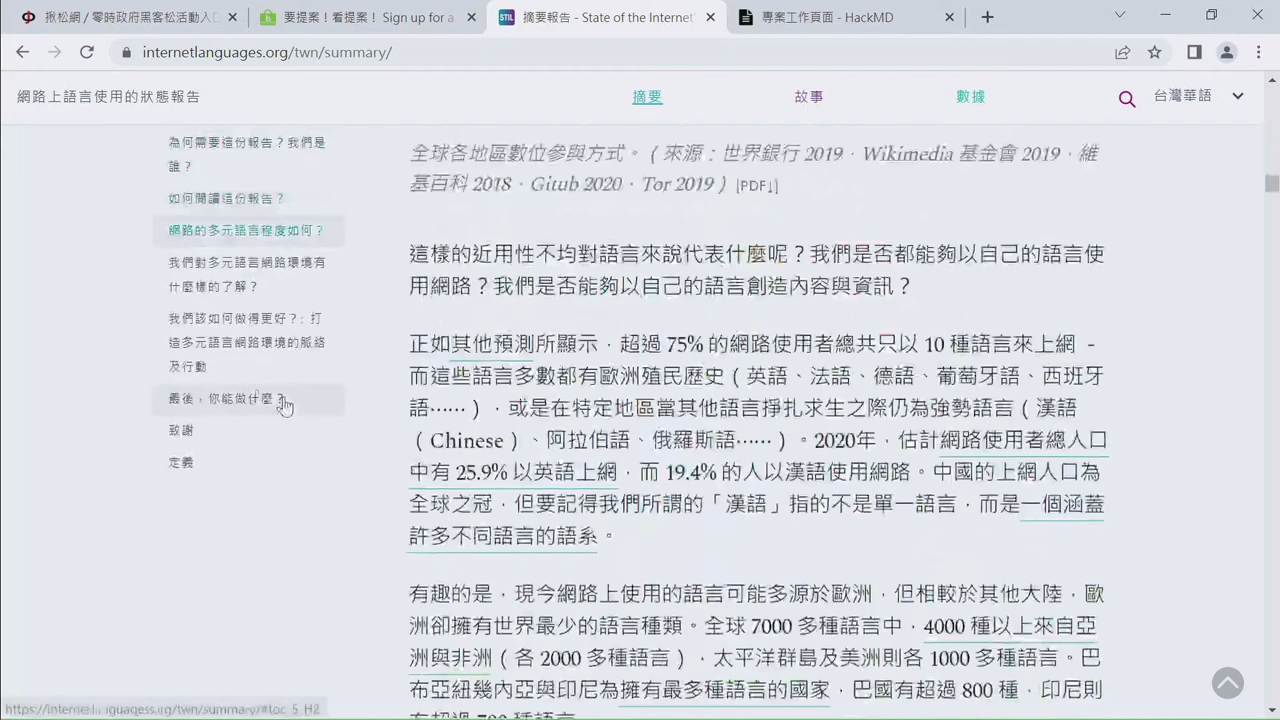 揪松網 / 零時政府黑客松活動入口
要提案！看提案！ Sign up for a
摘要報告 - State of the Internet'
專案工作頁面 - HackMD
internetlanguages.org/twn/summary/
網路上語言使用的狀態報告
摘要
故事
數據
台灣華語
為何需要這份報告？我們是
誰？
如何閱讀這份報告？
網路的多元語言程度如何？
我們對多元語言網路環境有
什麼樣的了解？
我們該如何做得更好？: 打
造多元語言網路環境的脈絡
及行動
最後，你能做什麼？
致謝
定義
全球各地區數位參與方式。（來源：世界銀行 2019，Wikimedia 基金會 2019，維
基百科 2018，Gitub 2020，Tor 2019）[PDF↓]
這樣的近用性不均對語言來說代表什麼呢？我們是否都能夠以自己的語言使
用網路？我們是否能夠以自己的語言創造內容與資訊？
正如其他預測所顯示，超過 75% 的網路使用者總共只以 10 種語言來上網 -
而這些語言多數都有歐洲殖民歷史（英語、法語、德語、葡萄牙語、西班牙
語⋯⋯），或是在特定地區當其他語言掙扎求生之際仍為強勢語言（漢語
（Chinese）、阿拉伯語、俄羅斯語⋯⋯）。2020年，估計網路使用者總人口
中有 25.9% 以英語上網，而 19.4% 的人以漢語使用網路。中國的上網人口為
全球之冠，但要記得我們所謂的「漢語」指的不是單一語言，而是一個涵蓋
許多不同語言的語系。
有趣的是，現今網路上使用的語言可能多源於歐洲，但相較於其他大陸，歐
洲卻擁有世界最少的語言種類。全球 7000 多種語言中，4000 種以上來自亞
洲與非洲（各 2000 多種語言），太平洋群島及美洲則各 1000 多種語言。巴
布亞紐幾內亞與印尼為擁有最多種語言的國家，巴國有超過 800 種，印尼則
有超過 700 種語言
https://internetlanguagess.org/twn/summary/#toc_5_H2